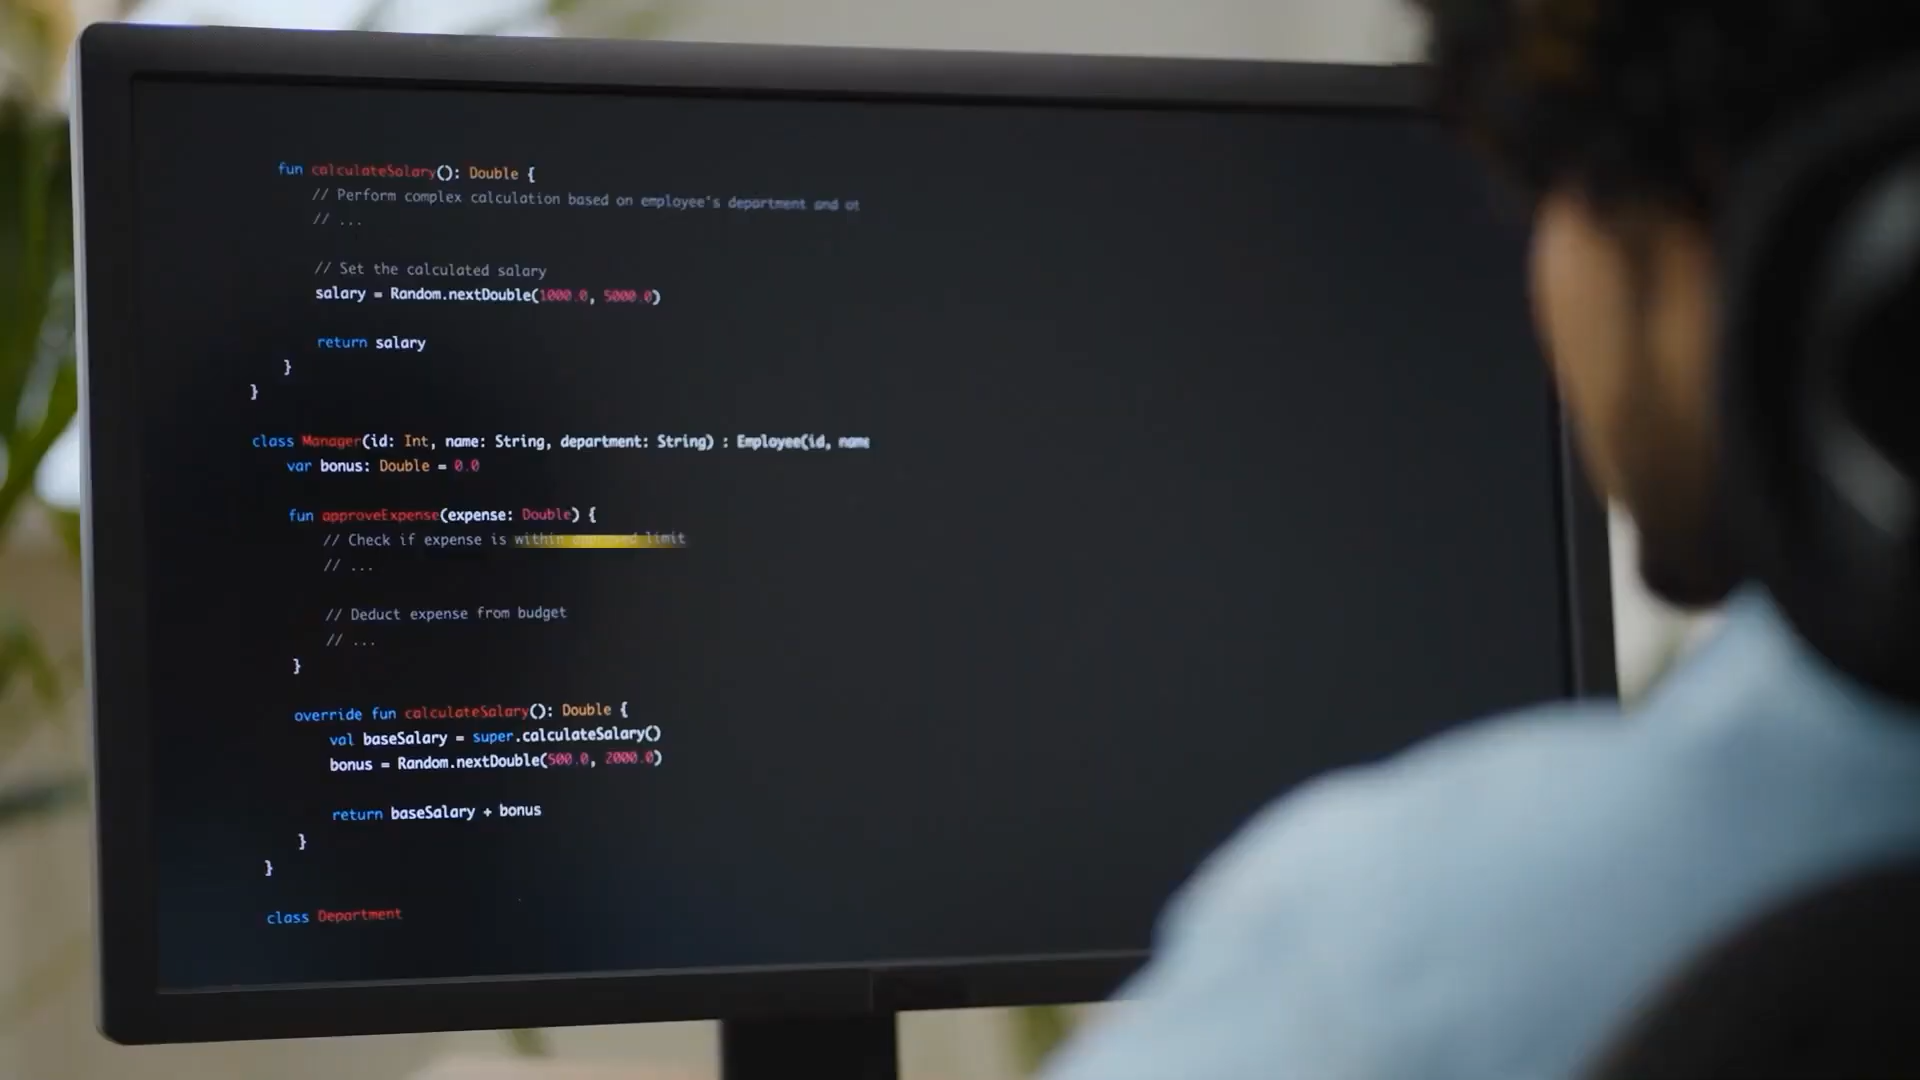 fun calculateSalary(): Double {
// Perform complex calculation based on employee's department and ot
// ...
// Set the calculated salary
salary = Random.nextDouble(1000.0, 5000.0)
return salary
}
}
class Manager(id: Int, name: String, department: String) : Employee(id, name
var bonus: Double = 0.0
fun approveExpense(expense: Double) {
// Check if expense is within approved limit
// ...
// Deduct expense from budget
// ...
}
override fun calculateSalary(): Double {
val baseSalary = super.calculateSalary()
bonus = Random.nextDouble(500.0, 2000.0)
return baseSalary + bonus
}
}
class Department